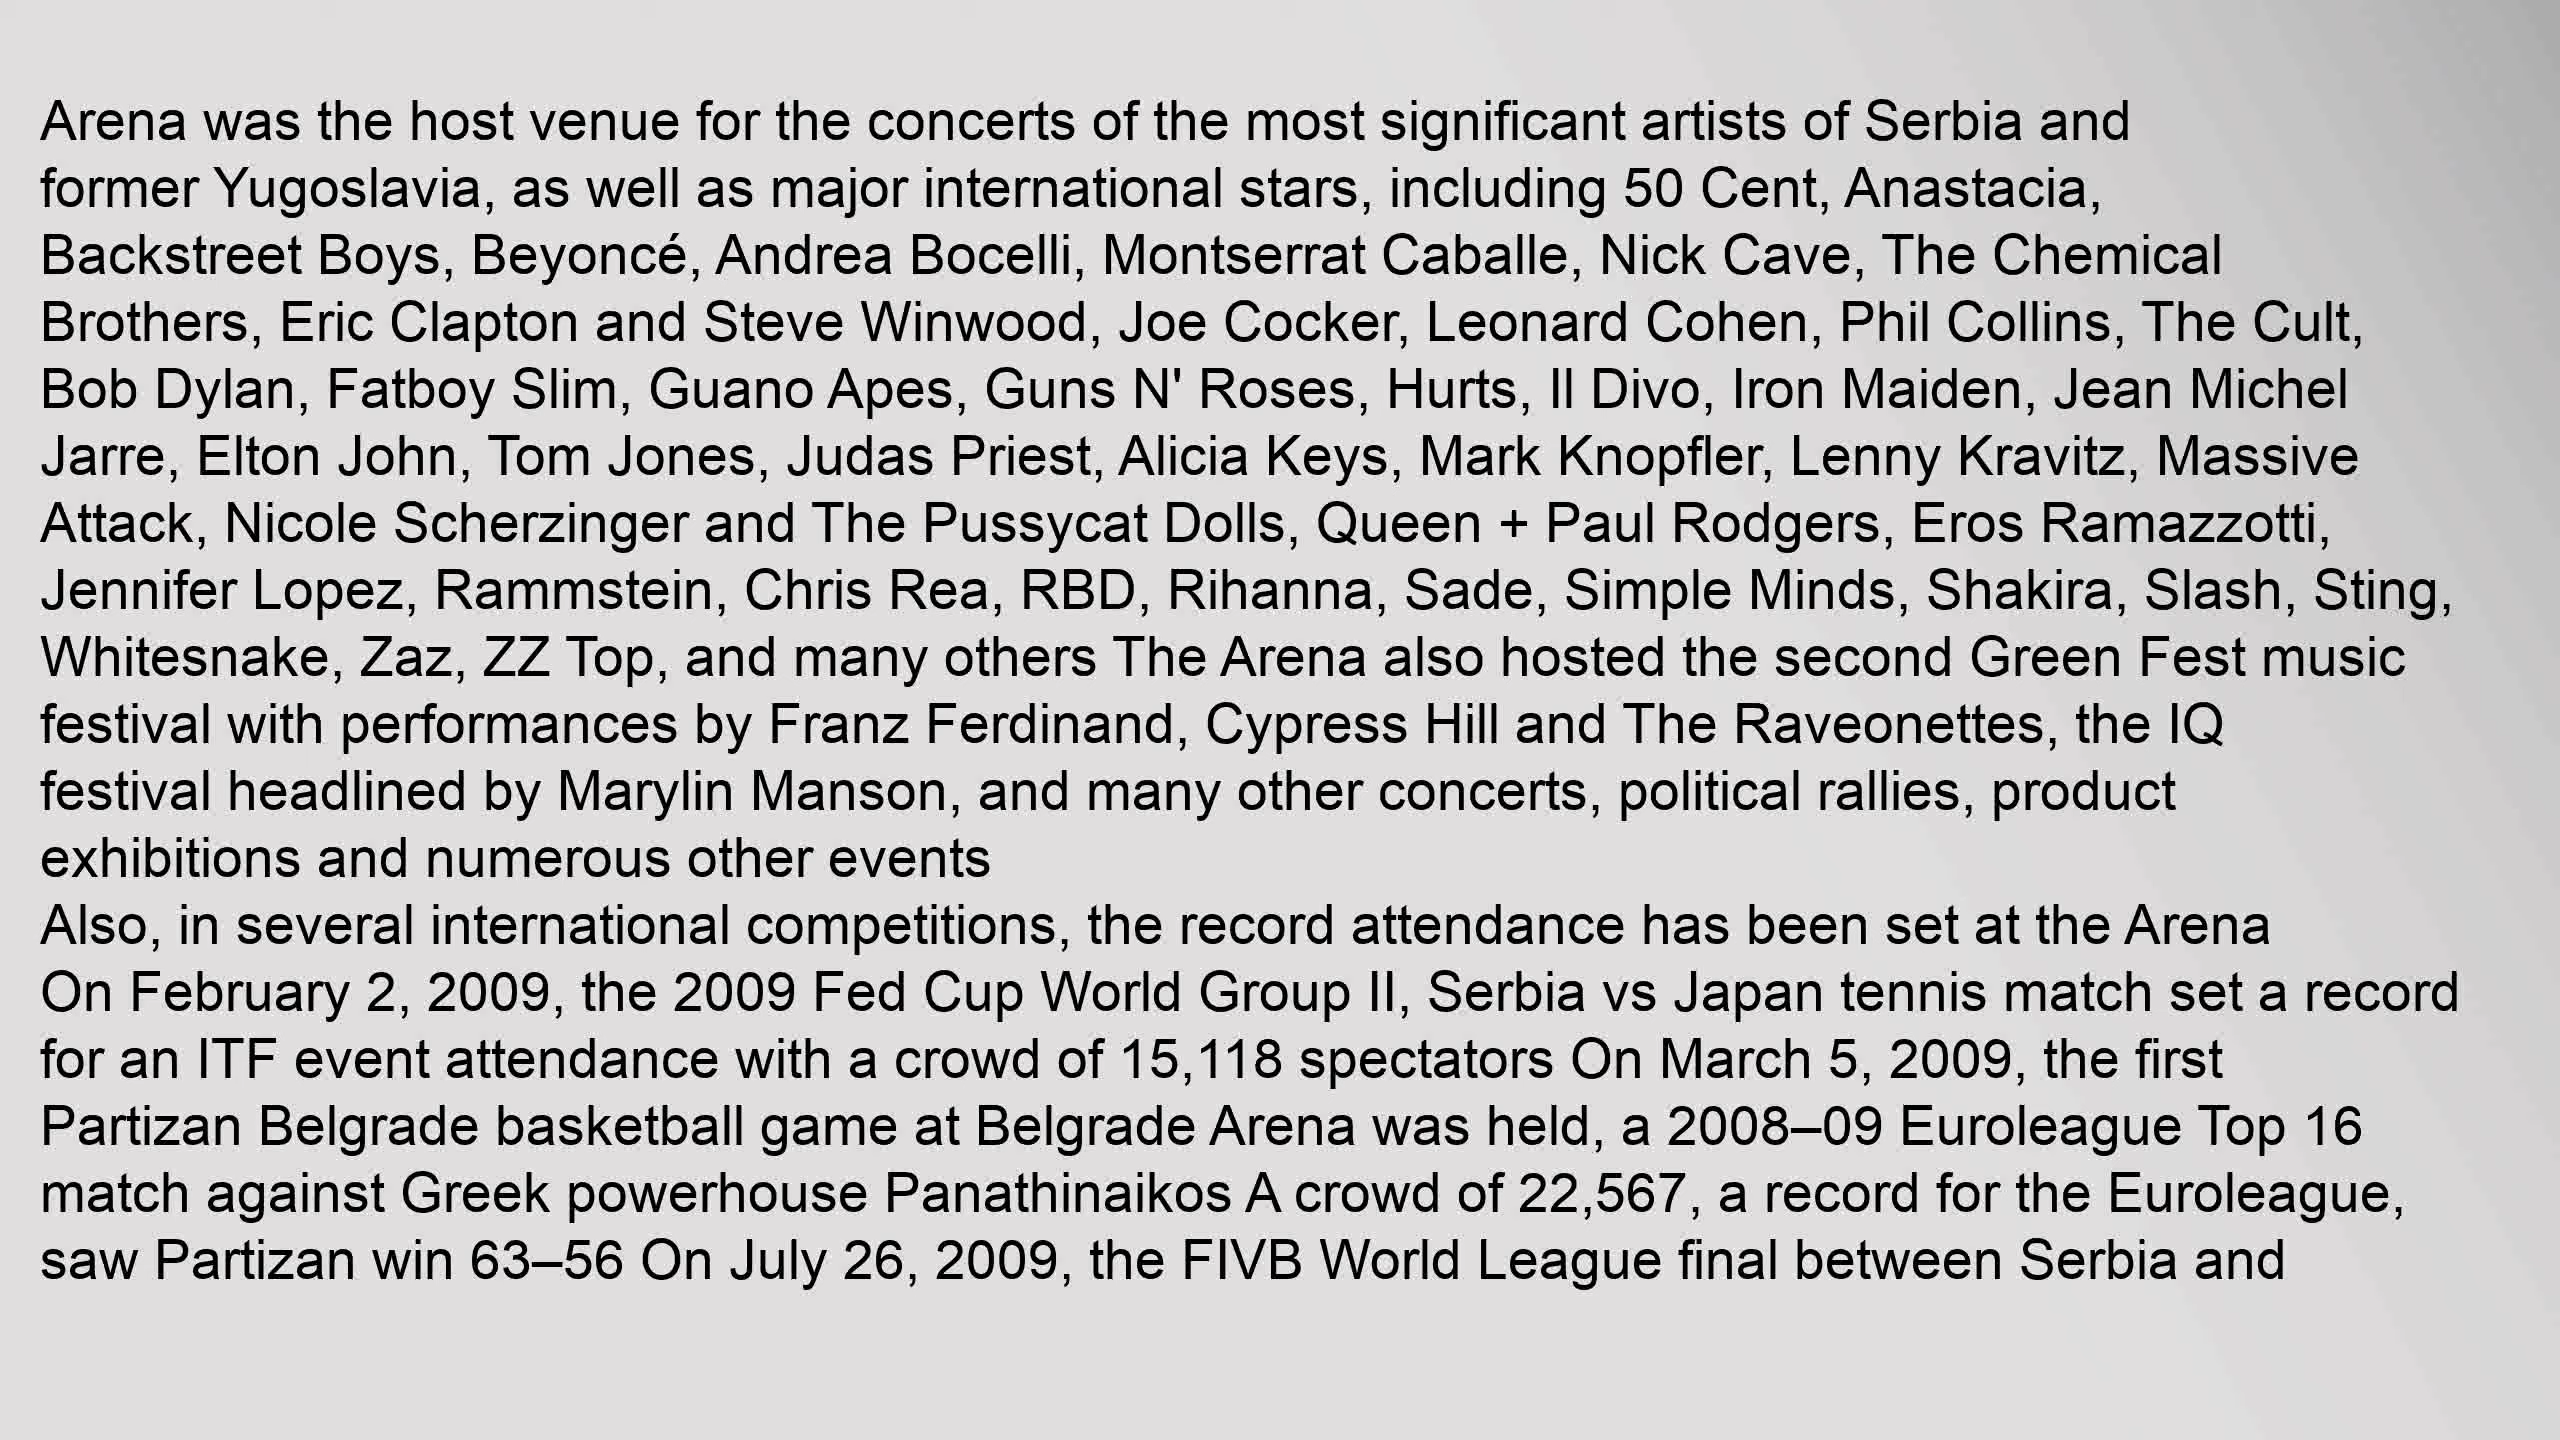 Arena was the host venue for the concerts of the most significant artists of Serbia and
former Yugoslavia, as well as major international stars, including 50 Cent, Anastacia,
Backstreet Boys, Beyoncé, Andrea Bocelli, Montserrat Caballe, Nick Cave, The Chemical
Brothers, Eric Clapton and Steve Winwood, Joe Cocker, Leonard Cohen, Phil Collins, The Cult,
Bob Dylan, Fatboy Slim, Guano Apes, Guns N' Roses, Hurts, Il Divo, Iron Maiden, Jean Michel
Jarre, Elton John, Tom Jones, Judas Priest, Alicia Keys, Mark Knopfler, Lenny Kravitz, Massive
Attack, Nicole Scherzinger and The Pussycat Dolls, Queen + Paul Rodgers, Eros Ramazzotti,
Jennifer Lopez, Rammstein, Chris Rea, RBD, Rihanna, Sade, Simple Minds, Shakira, Slash, Sting,
Whitesnake, Zaz, ZZ Top, and many others The Arena also hosted the second Green Fest music
festival with performances by Franz Ferdinand, Cypress Hill and The Raveonettes, the IQ
festival headlined by Marylin Manson, and many other concerts, political rallies, product
exhibitions and numerous other events
Also, in several international competitions, the record attendance has been set at the Arena
On February 2, 2009, the 2009 Fed Cup World Group II, Serbia vs Japan tennis match set a record
for an ITF event attendance with a crowd of 15,118 spectators On March 5, 2009, the first
Partizan Belgrade basketball game at Belgrade Arena was held, a 2008–09 Euroleague Top 16
match against Greek powerhouse Panathinaikos A crowd of 22,567, a record for the Euroleague,
saw Partizan win 63–56 On July 26, 2009, the FIVB World League final between Serbia and